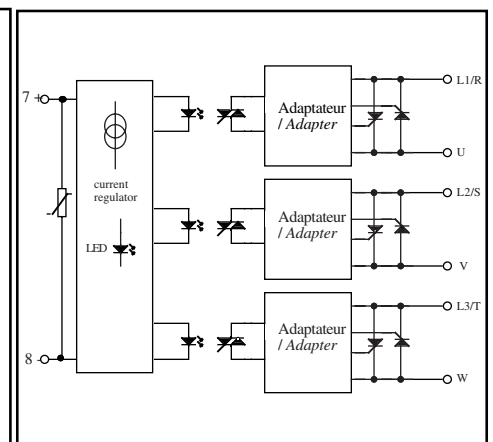 7 +
current
regulator
LED
8 -
Adaptateur
/ Adapter
L1/R
U
Adaptateur
/ Adapter
L2/S
V
Adaptateur
/ Adapter
L3/T
W